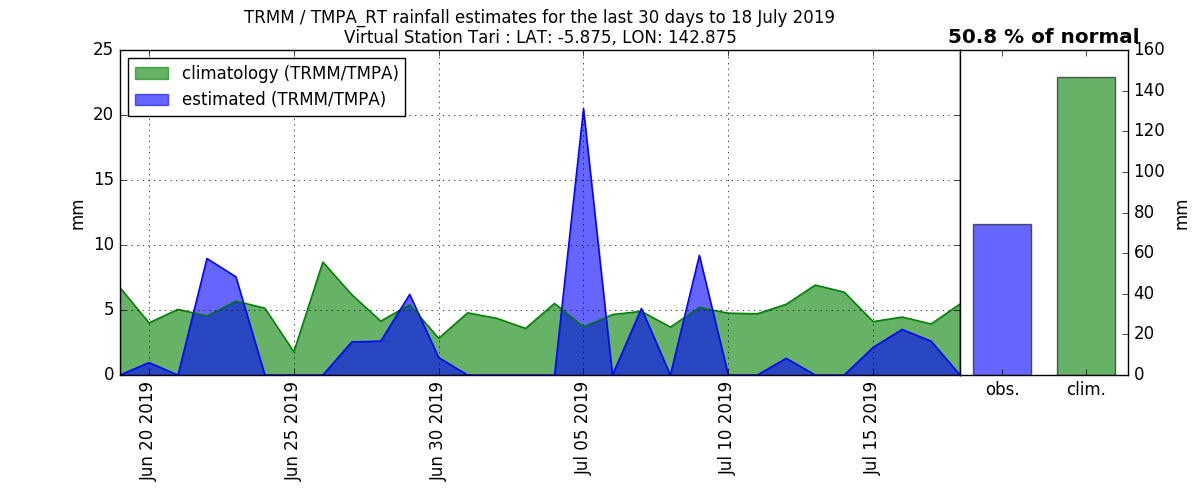 TRMM / TMPA_RT rainfall estimates for the last 30 days to 18 July 2019
Virtual Station Tari : LAT: -5.875, LON: 142.875
50.8 % of normal
climatology (TRMM/TMPA)
estimated (TRMM/TMPA)
25
20
15
10
5
0
mm
Jun 20 2019
Jun 25 2019
Jun 30 2019
Jul 05 2019
Jul 10 2019
Jul 15 2019
160
140
120
100
80
60
40
20
0
mm
obs.
clim.